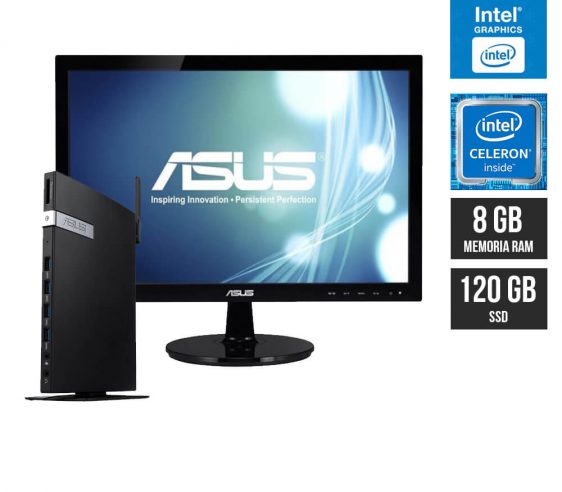 Intel®
GRAPHICS
intel
intel
CELERON®
inside™
8 GB
MEMORIA RAM
120 GB
SSD
ASUS®
Inspiring Innovation • Persistent Perfection
ASUS
ASUS